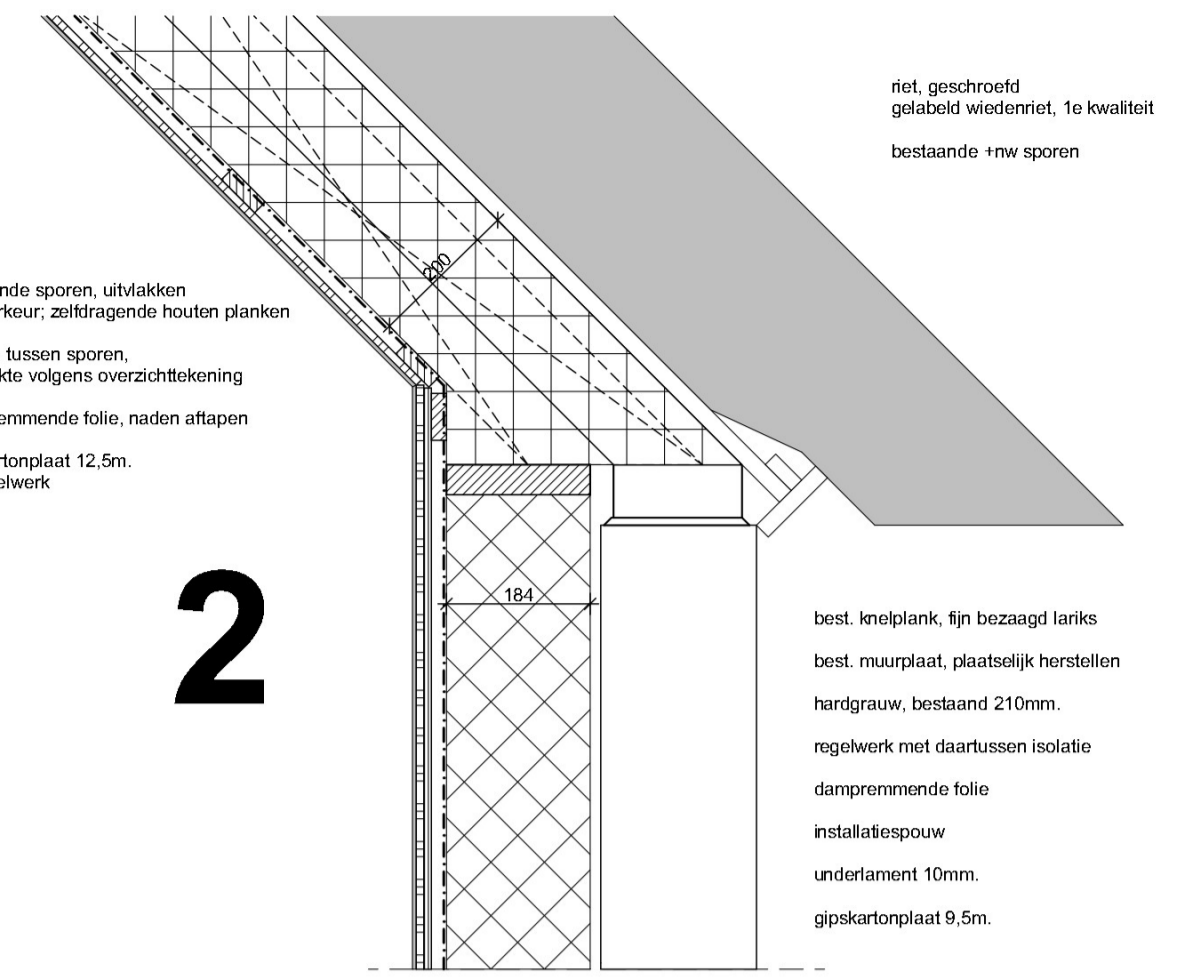 riet, geschroefd
gelabeld wiedenriet, 1e kwaliteit
bestaande +nw sporen
200
nde sporen, uitvlakken
rkeur; zelfdragende houten planken
tussen sporen,
kte volgens overzichttekening
emmende folie, naden aftapen
rtonplaat 12,5m.
elwerk
2
184
best. knelplank, fijn bezaagd lariks
best. muurplaat, plaatselijk herstellen
hardgrauw, bestaand 210mm.
regelwerk met daartussen isolatie
dampremmende folie
installatiespouw
underlament 10mm.
gipskartonplaat 9,5m.